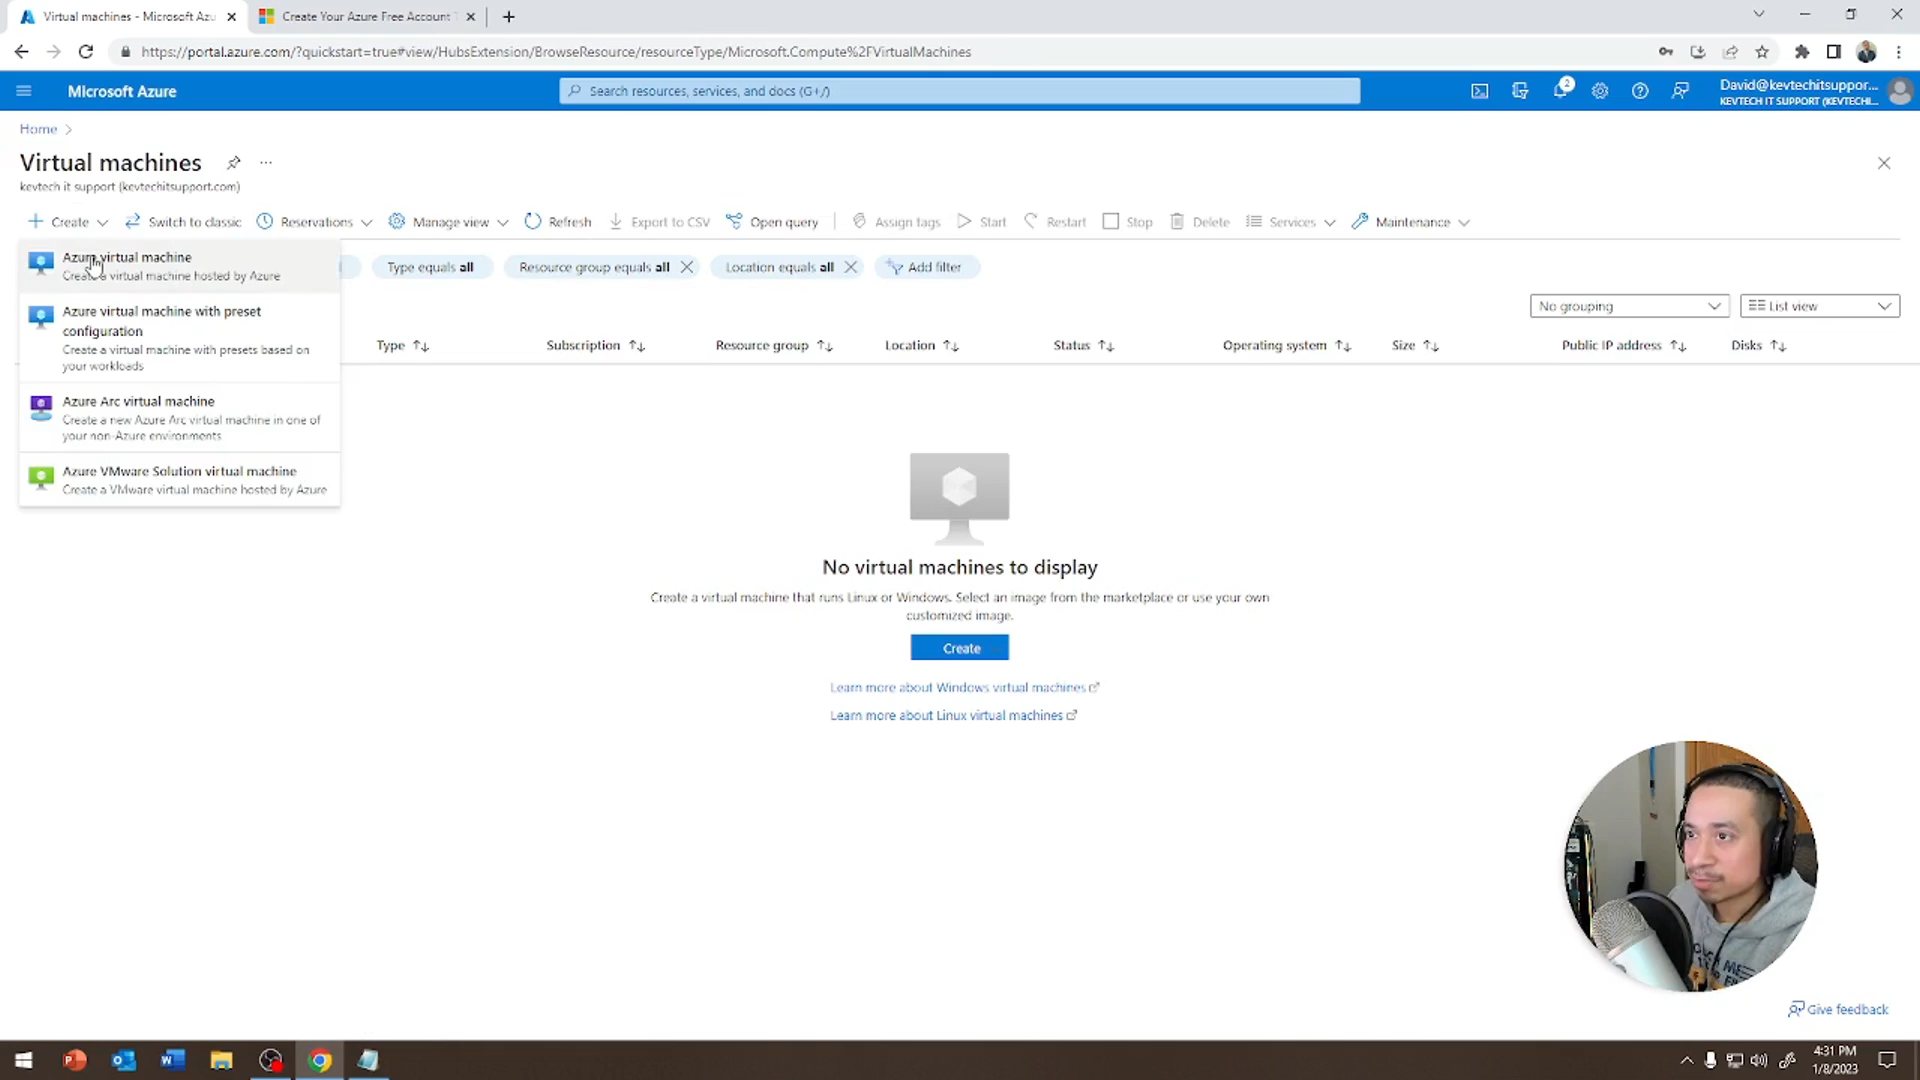 Virtual machines - Microsoft Azu
Create Your Azure Free Account T
https://portal.azure.com/?quickstart=true#view/HubsExtension/BrowseResource/resourceType/Microsoft.Compute%2FVirtualMachines
Microsoft Azure
Search resources, services, and docs (G+/)
2
David@kevtechitsuppor...
KEVTECH IT SUPPORT (KEVTECHI...
Home
Virtual machines
kevtech it support (kevtechitsupport.com)
Create
Switch to classic
Reservations
Manage view
Refresh
Export to CSV
Open query
Assign tags
Start
Restart
Stop
Delete
Services
Maintenance
Azure virtual machine
Create a virtual machine hosted by Azure
Type equals all
Resource group equals all
Location equals all
Add filter
Azure virtual machine with preset
configuration
Create a virtual machine with presets based on
your workloads
No grouping
List view
Type
Subscription
Resource group
Location
Status
Operating system
Size
Public IP address
Disks
Azure Arc virtual machine
Create a new Azure Arc virtual machine in one of
your non-Azure environments
Azure VMware Solution virtual machine
Create a VMware virtual machine hosted by Azure
No virtual machines to display
Create a virtual machine that runs Linux or Windows. Select an image from the marketplace or use your own
customized image.
Create
Learn more about Windows virtual machines
Learn more about Linux virtual machines
Give feedback
4:31 PM
1/8/2023